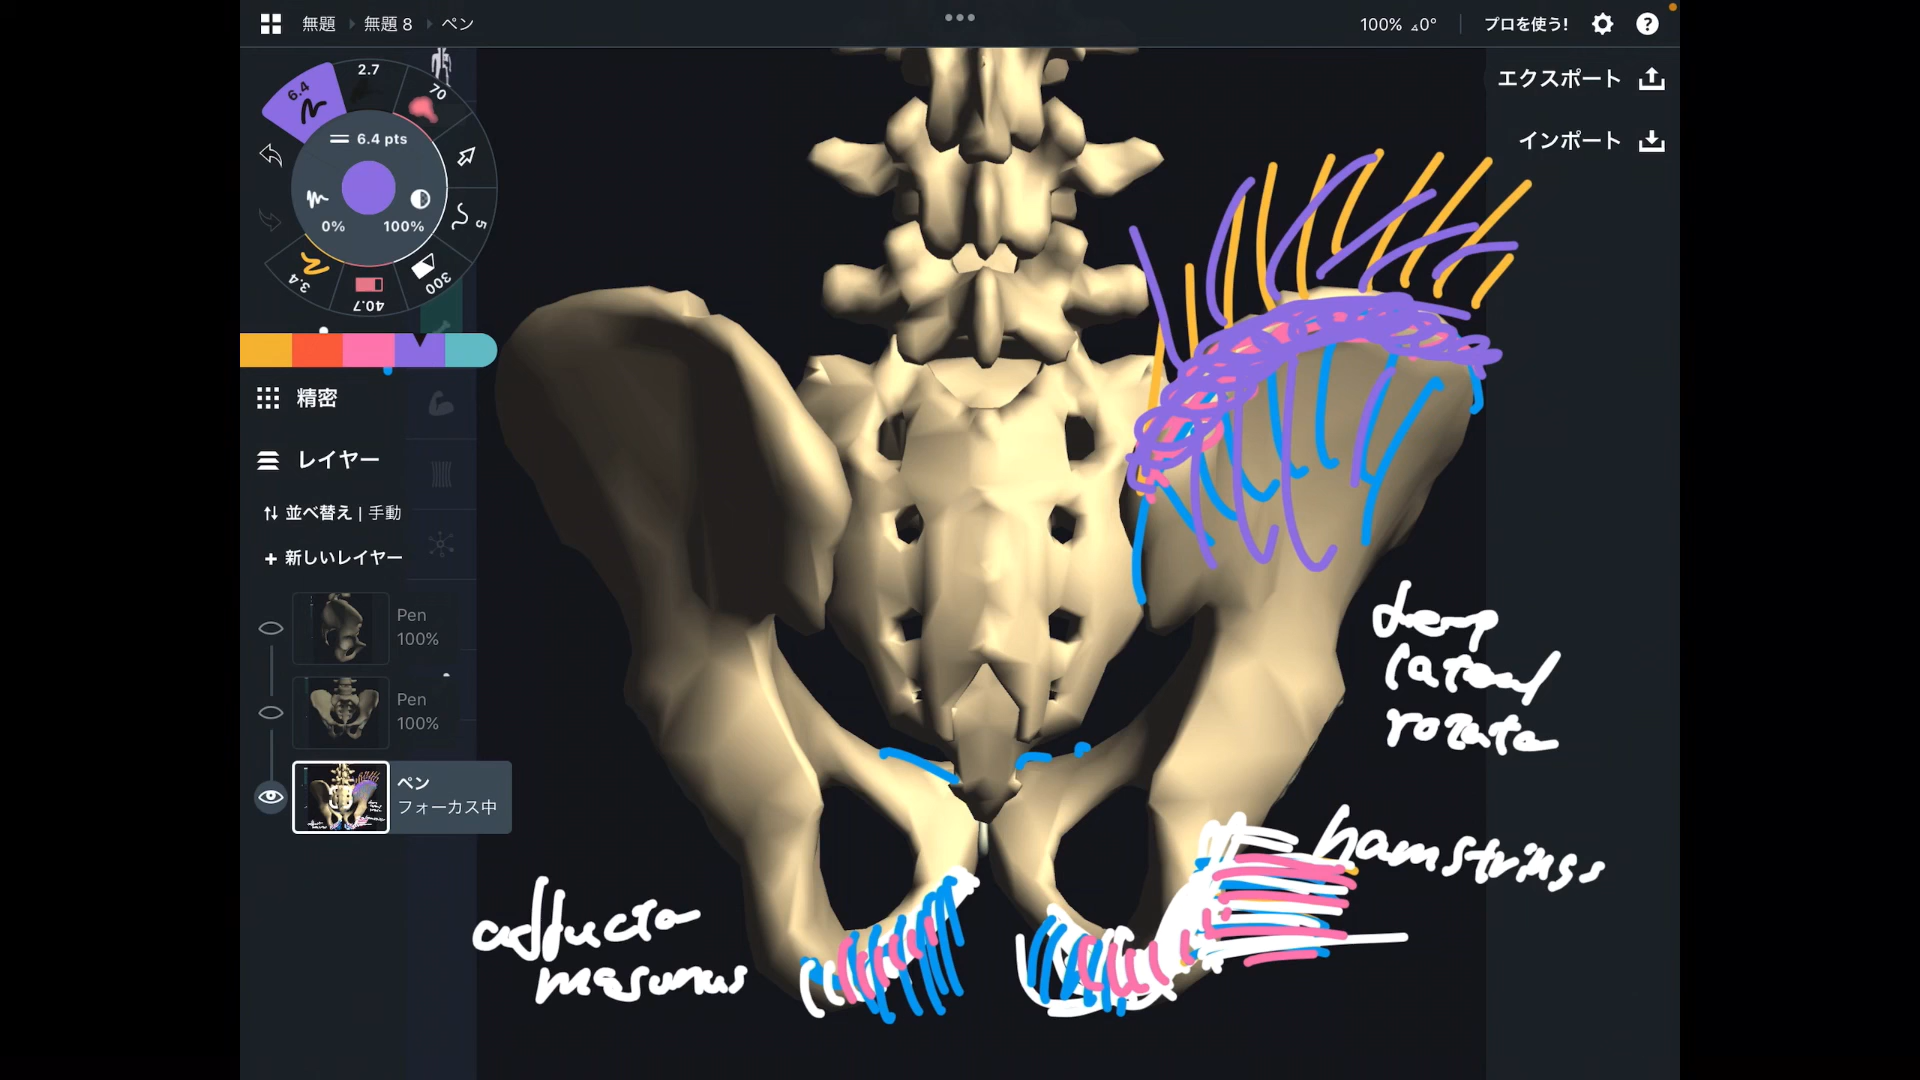 無題 無題 8 ペン
100% ⊿0°
プロを使う!
エクスポート
インポート
2.7
6.4
70
6.4 pts
0% 100%
5
3.4
40.7
300
精密
レイヤー
並べ替え | 手動
+ 新しいレイヤー
Pen
100%
Pen
100%
ペン
フォーカス中
deep
lateral
rotate
hamstrings